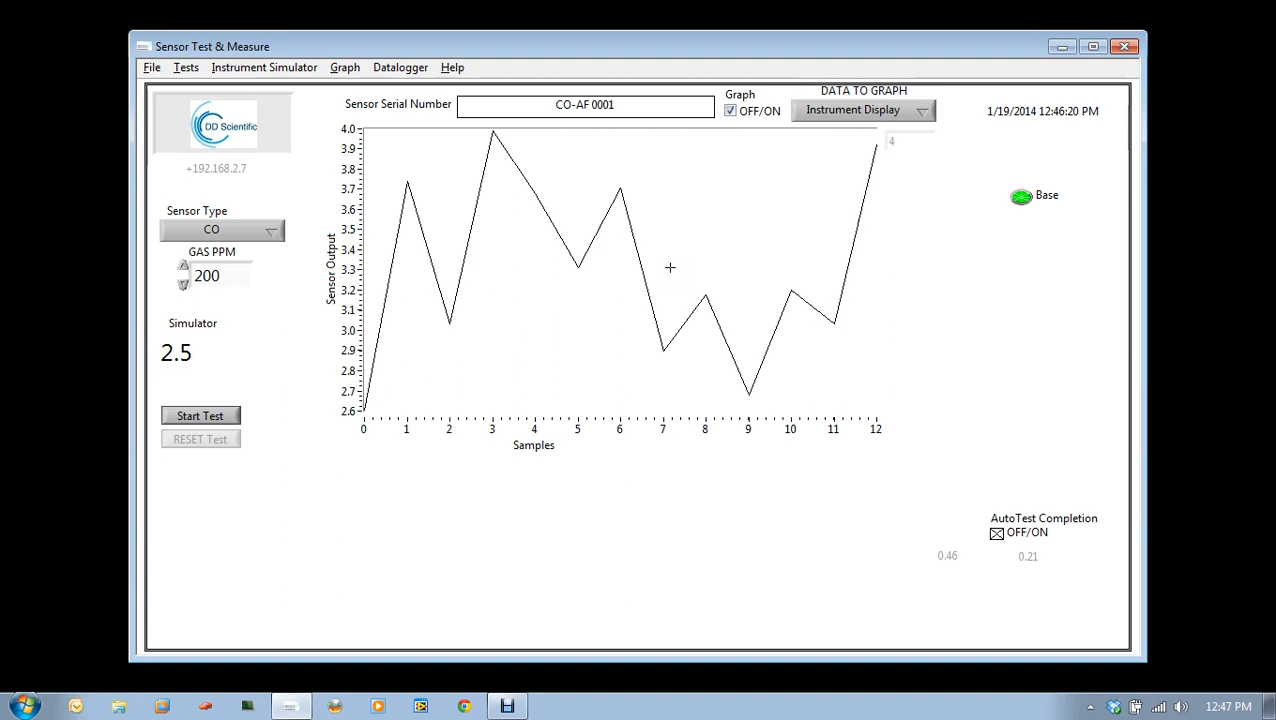 Sensor Test & Measure
File Tests Instrument Simulator Graph Datalogger Help
DD Scientific
+192.168.2.7
Sensor Serial Number CO-AF 0001
Graph
OFF/ON
DATA TO GRAPH
Instrument Display
1/19/2014 12:46:20 PM
4
Base
Sensor Type
CO
GAS PPM
200
Simulator
2.5
Start Test
RESET Test
Sensor Output
4.0
3.9
3.8
3.7
3.6
3.5
3.4
3.3
3.2
3.1
3.0
2.9
2.8
2.7
2.6
0 1 2 3 4 5 6 7 8 9 10 11 12
Samples
AutoTest Completion
OFF/ON
0.46 0.21
12:47 PM